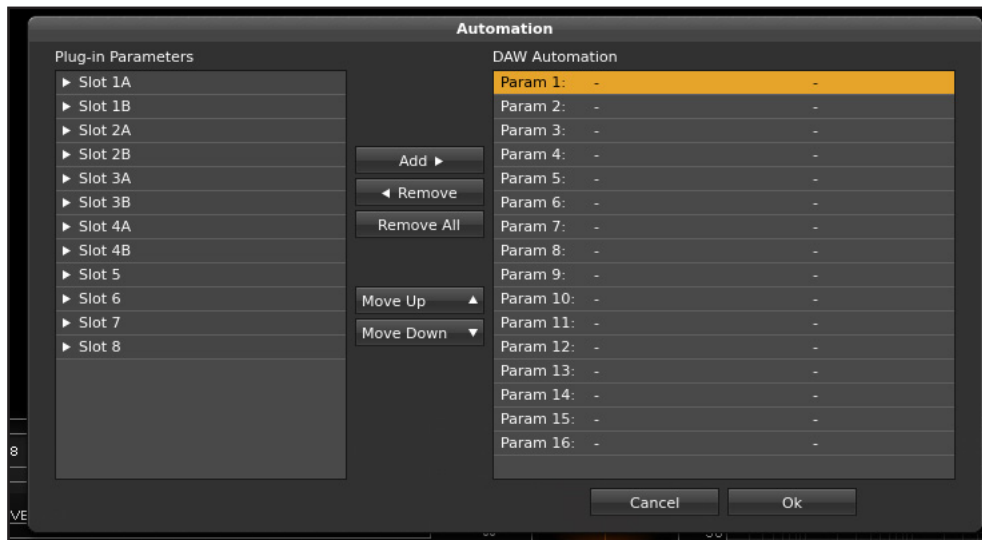 Automation
Plug-in Parameters
DAW Automation
Slot 1A
Slot 1B
Slot 2A
Slot 2B
Slot 3A
Slot 3B
Slot 4A
Slot 4B
Slot 5
Slot 6
Slot 7
Slot 8
Add
Remove
Remove All
Move Up
Move Down
Param 1: - -
Param 2: - -
Param 3: - -
Param 4: - -
Param 5: - -
Param 6: - -
Param 7: - -
Param 8: - -
Param 9: - -
Param 10: - -
Param 11: - -
Param 12: - -
Param 13: - -
Param 14: - -
Param 15: - -
Param 16: - -
Cancel
Ok
8
VE